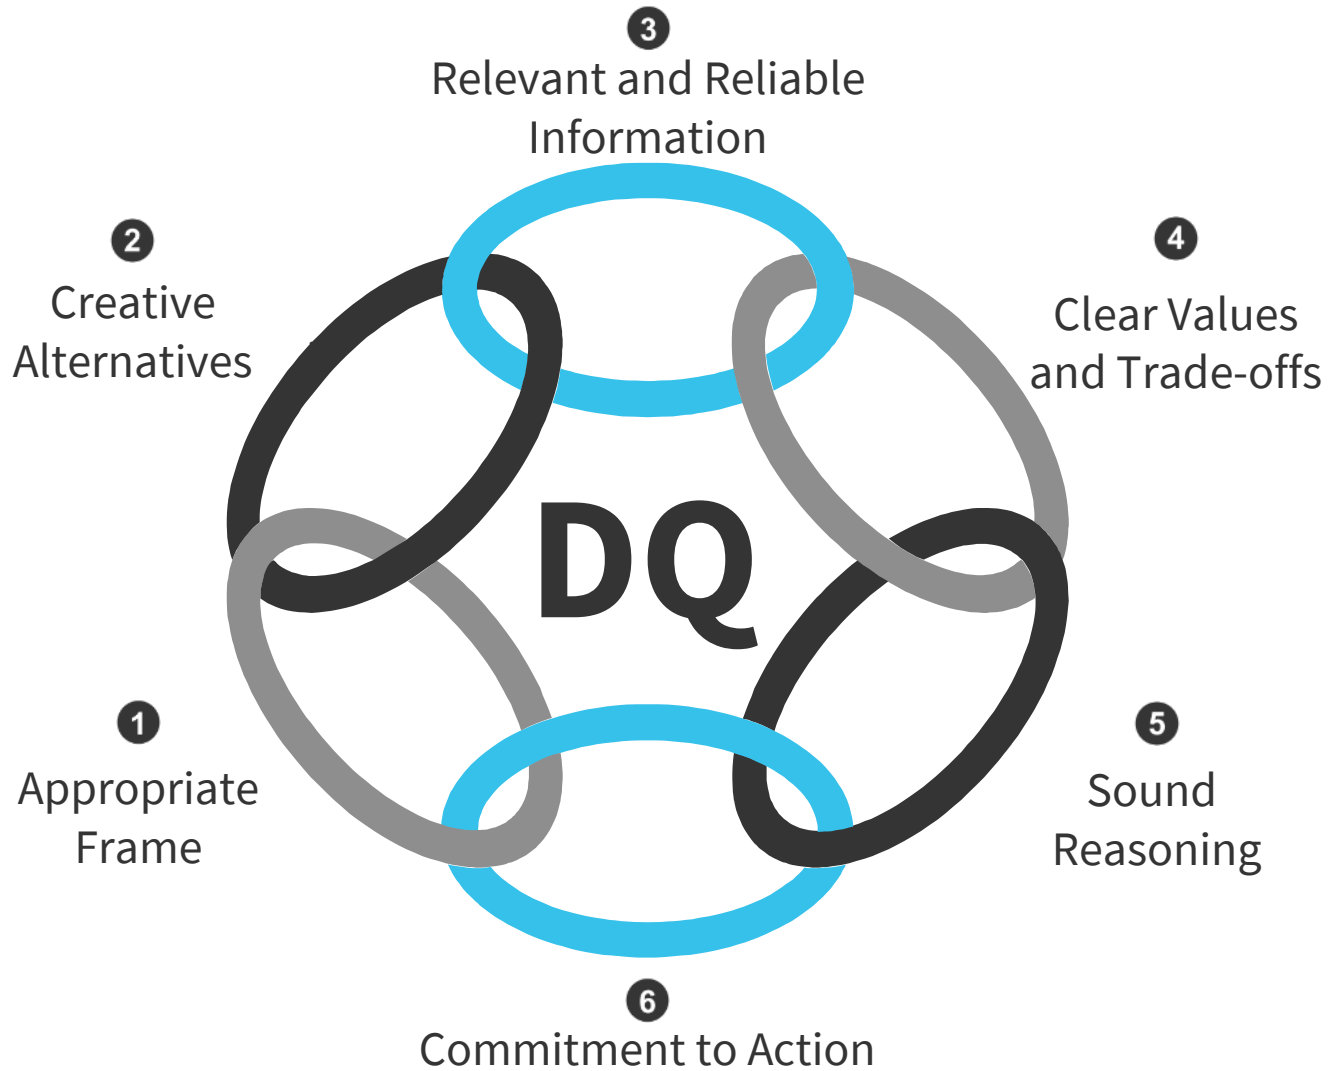 3
Relevant and Reliable
Information
2
Creative
Alternatives
4
Clear Values
and Trade-offs
DQ
1
Appropriate
Frame
5
Sound
Reasoning
6
Commitment to Action